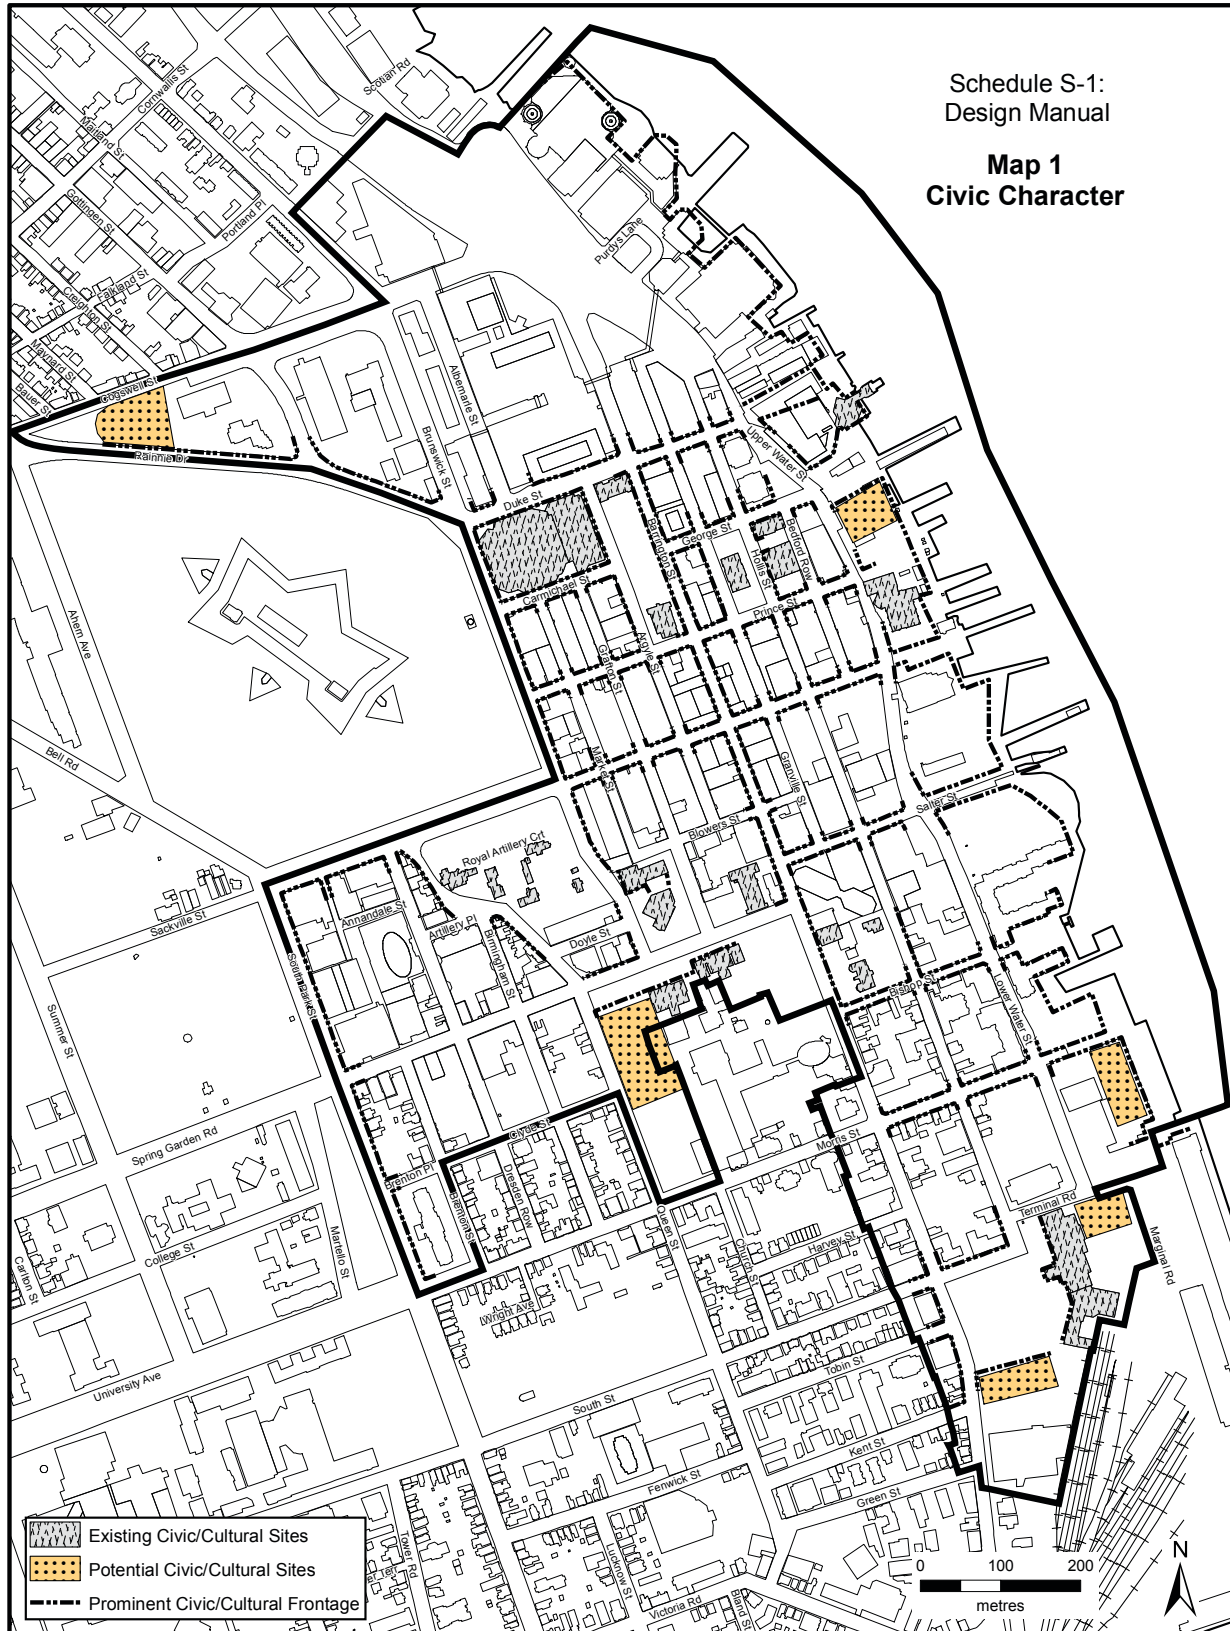 Schedule S-1:
Design Manual
Map 1
Civic Character
Scotian Rd
Cornwallis St
Maitland St
Gottingen St
Portland Pl
Falkland St
Creighton St
Maynard St
Bauer St
Cogswell St
Rainnie Dr
Purdys Lane
Albemarle St
Brunswick St
Upper Water St
Duke St
Barrington St
George St
Hollis St
Bedford Row
Carmichael St
Prince St
Argyle St
Grafton St
Ahern Ave
Bell Rd
Market St
Granville St
Salter St
Blowers St
Royal Artillery Crt
Sackville St
Annandale St
Artillery Pl
Birmingham St
Doyle St
South Park St
Bishop St
Lower Water St
Summer St
Spring Garden Rd
Clyde St
Morris St
Brenton Pl
Brenton St
Dresden Row
Queen St
Terminal Rd
Marginal Rd
Carlton St
College St
Martello St
Church St
Harvey St
Wright Ave
Tobin St
University Ave
South St
Kent St
Fenwick St
Green St
Tower Rd
Lucknow St
Victoria Rd
Bland St
Existing Civic/Cultural Sites
Potential Civic/Cultural Sites
Prominent Civic/Cultural Frontage
0 100 200
metres
N